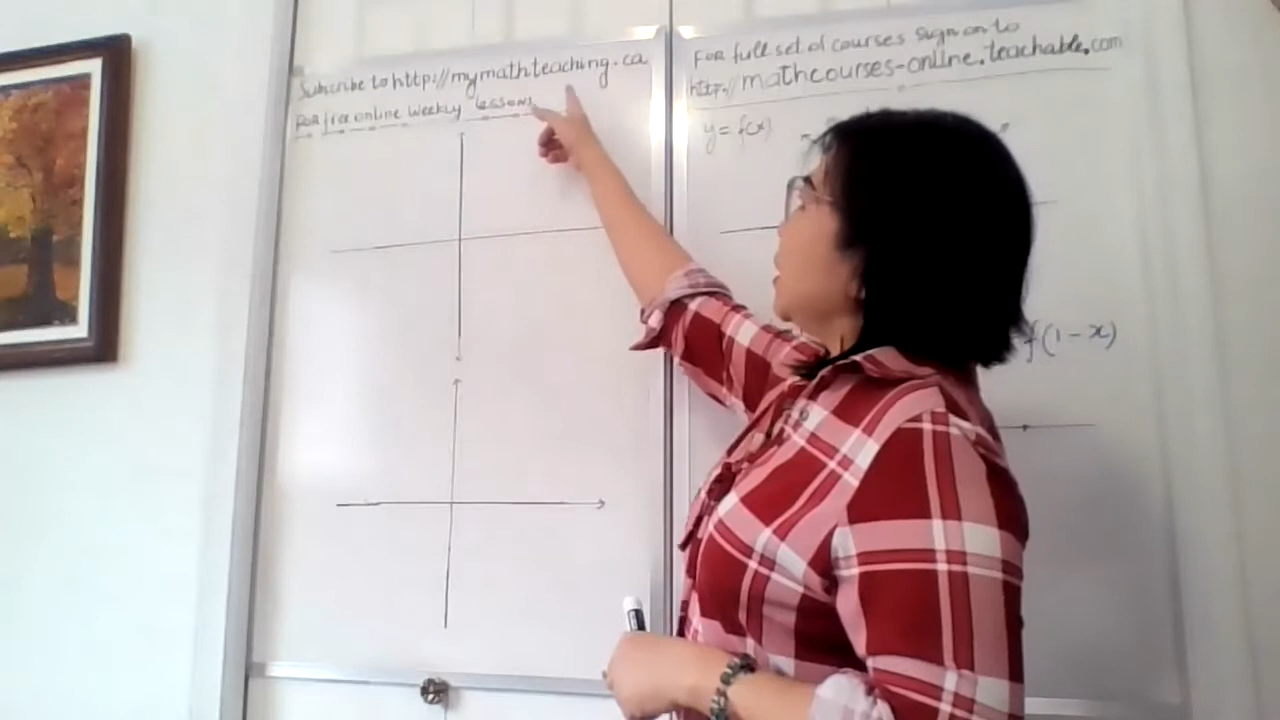 Subscribe to http://mymathteaching.ca
For free online weekly lessons
For full set of courses sign on to
http://mathcourses-online.teachable.com
y = f(x)
f(1-x)